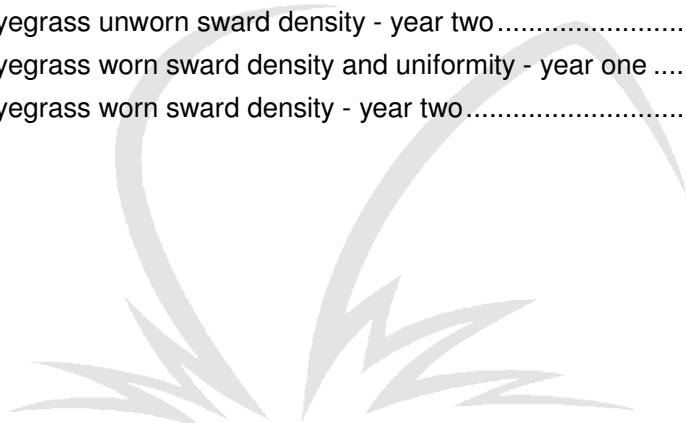 yegrass unworn sward density - year two........................
yegrass worn sward density and uniformity - year one ....
yegrass worn sward density - year two............................